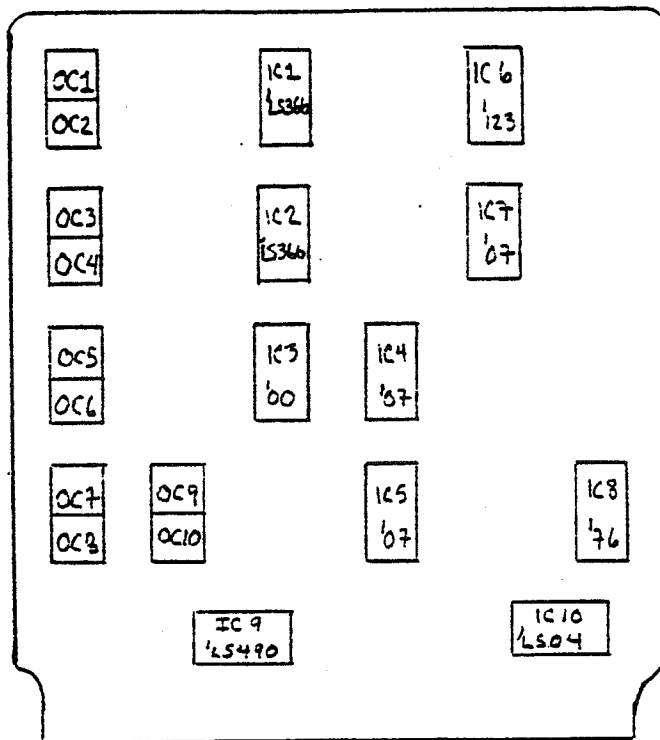 OC1
OC2
IC1
'LS366
IC6
'123
OC3
OC4
IC2
'LS366
IC7
'07
OC5
OC6
IC3
'00
IC4
'07
OC7
OC8
OC9
OC10
IC5
'07
IC8
'76
IC9
'LS490
IC10
'LS04